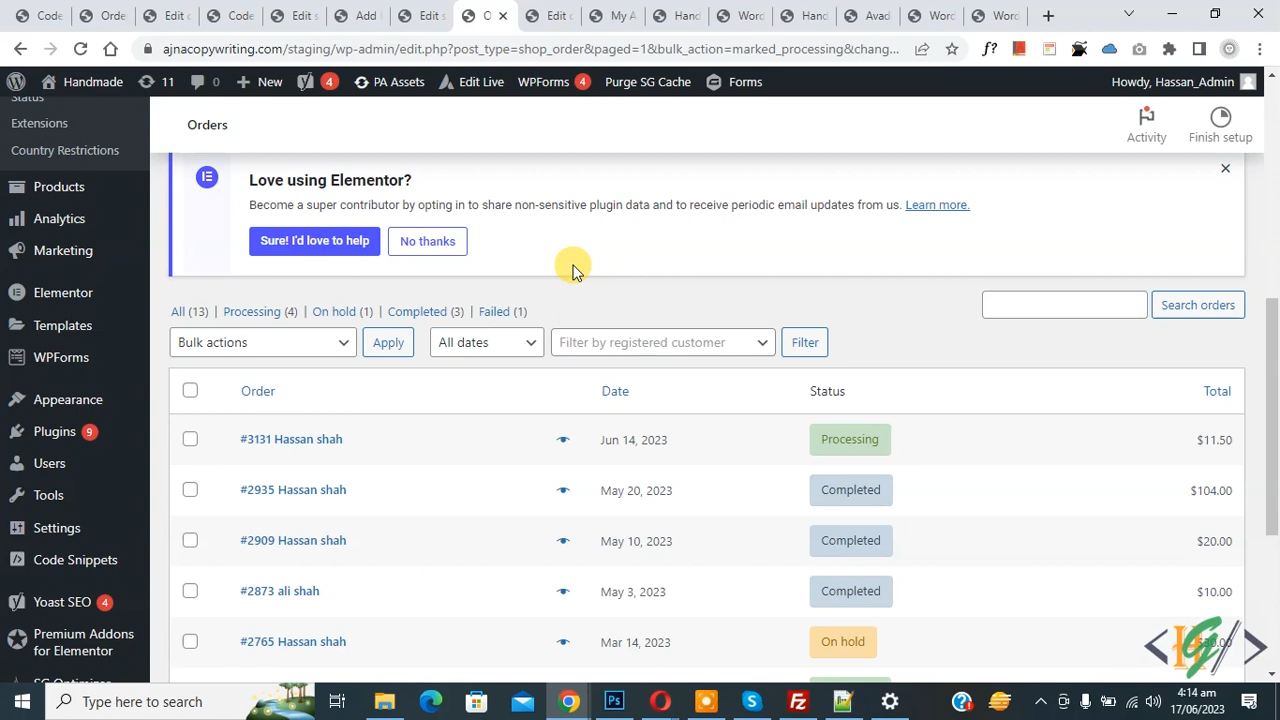 Code
Orde
Edit c
Code
Edit s
Add
Edit s
O
Edit c
My A
Hand
Word
Hand
Avad
Word
Word
ajnacopywriting.com/staging/wp-admin/edit.php?post_type=shop_order&paged=1&bulk_action=marked_processing&chang...
f?
Handmade
11
0
New
4
PA Assets
Edit Live
WPForms 4
Purge SG Cache
Forms
Howdy, Hassan_Admin
Status
Extensions
Country Restrictions
Products
Analytics
Marketing
Elementor
Templates
WPForms
Appearance
Plugins 9
Users
Tools
Settings
Code Snippets
Yoast SEO 4
Premium Addons
for Elementor
SG Optimizer
Orders
Activity
Finish setup
Love using Elementor?
Become a super contributor by opting in to share non-sensitive plugin data and to receive periodic email updates from us. Learn more.
Sure! I'd love to help
No thanks
All (13) | Processing (4) | On hold (1) | Completed (3) | Failed (1)
Search orders
Bulk actions
Apply
All dates
Filter by registered customer
Filter
Order Date Status Total
#3131 Hassan shah Jun 14, 2023 Processing $11.50
#2935 Hassan shah May 20, 2023 Completed $104.00
#2909 Hassan shah May 10, 2023 Completed $20.00
#2873 ali shah May 3, 2023 Completed $10.00
#2765 Hassan shah Mar 14, 2023 On hold
Type here to search
4:14 am
17/06/2023